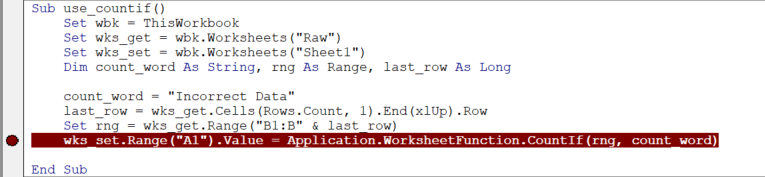 Sub use_countif()
    Set wbk = ThisWorkbook
    Set wks_get = wbk.Worksheets("Raw")
    Set wks_set = wbk.Worksheets("Sheet1")
    Dim count_word As String, rng As Range, last_row As Long
    count_word = "Incorrect Data"
    last_row = wks_get.Cells(Rows.Count, 1).End(xlUp).Row
    Set rng = wks_get.Range("B1:B" & last_row)
    wks_set.Range("A1").Value = Application.WorksheetFunction.CountIf(rng, count_word)
End Sub